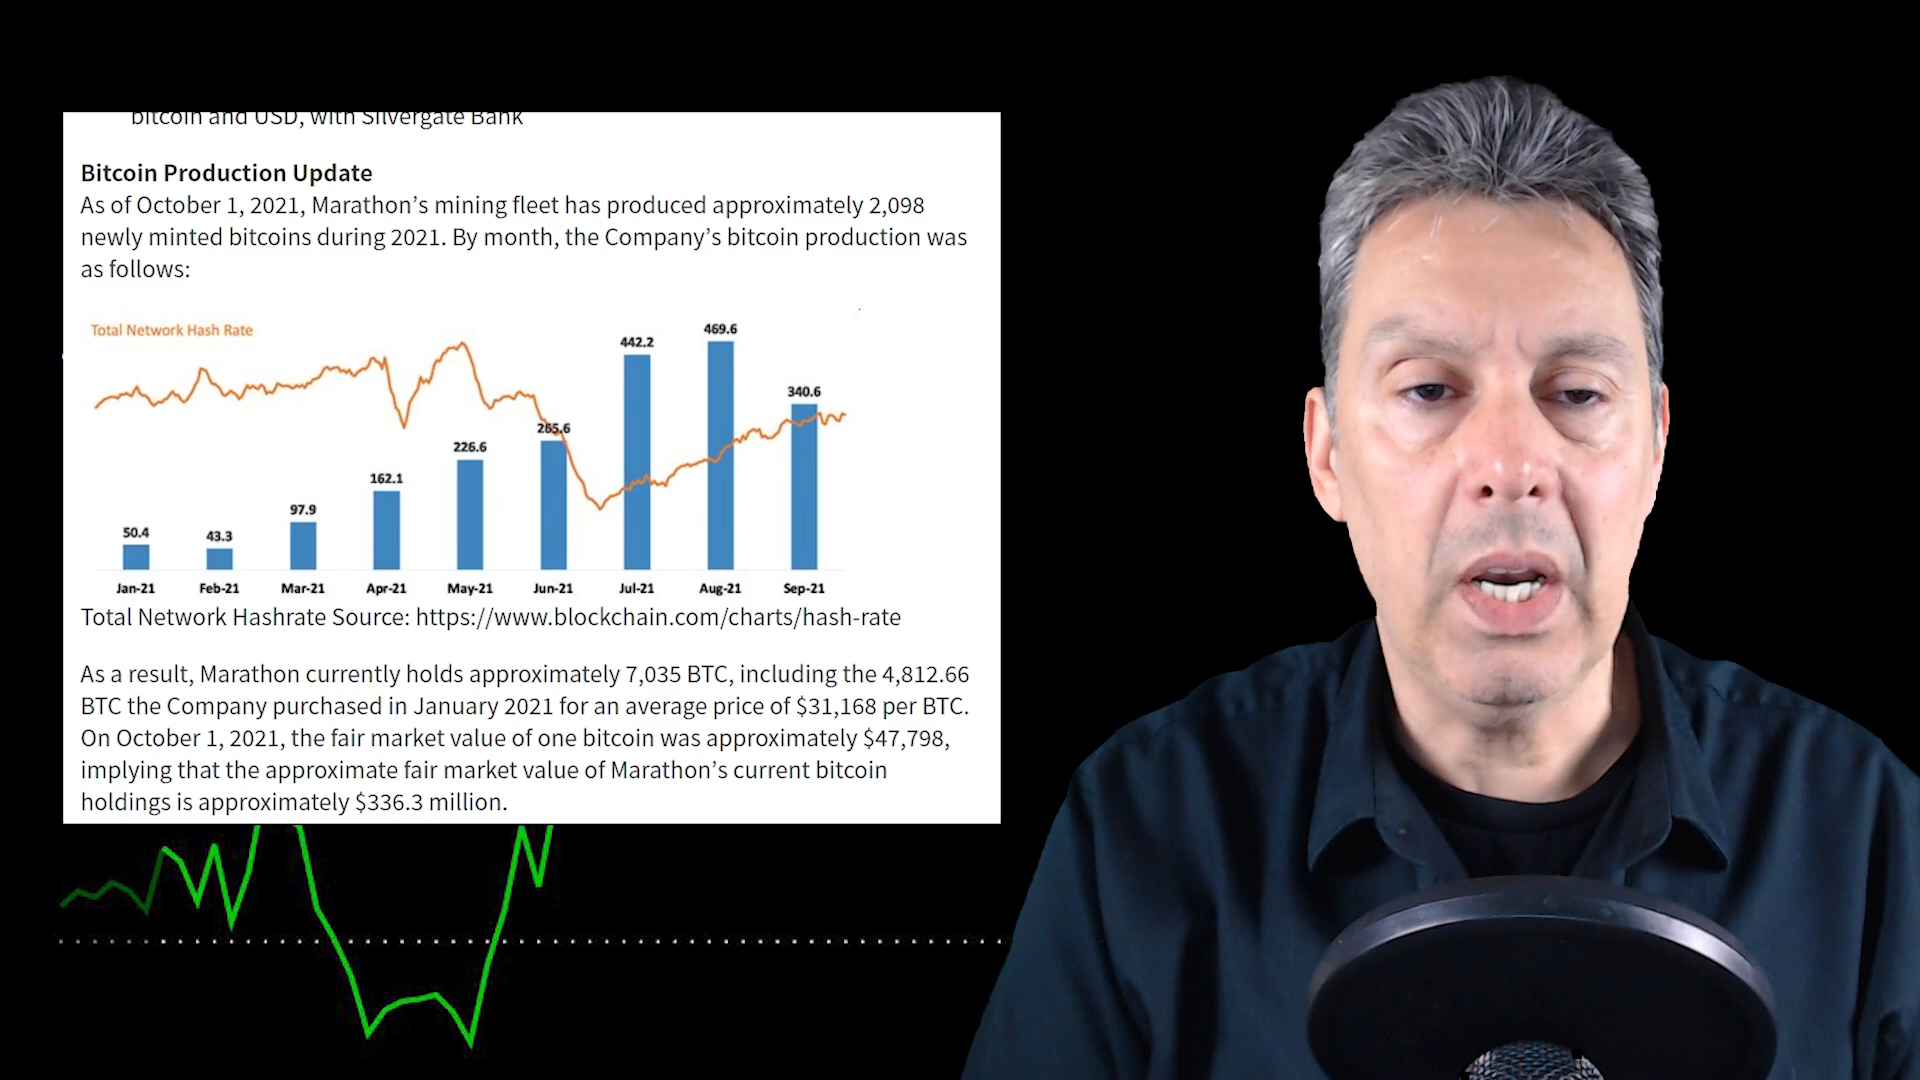 bitcoin and USD, with Silvergate Bank
Bitcoin Production Update
As of October 1, 2021, Marathon’s mining fleet has produced approximately 2,098
newly minted bitcoins during 2021. By month, the Company’s bitcoin production was
as follows:
Total Network Hash Rate
50.4
43.3
97.9
162.1
226.6
265.6
442.2
469.6
340.6
Jan-21 Feb-21 Mar-21 Apr-21 May-21 Jun-21 Jul-21 Aug-21 Sep-21
Total Network Hashrate Source: https://www.blockchain.com/charts/hash-rate
As a result, Marathon currently holds approximately 7,035 BTC, including the 4,812.66
BTC the Company purchased in January 2021 for an average price of $31,168 per BTC.
On October 1, 2021, the fair market value of one bitcoin was approximately $47,798,
implying that the approximate fair market value of Marathon’s current bitcoin
holdings is approximately $336.3 million.